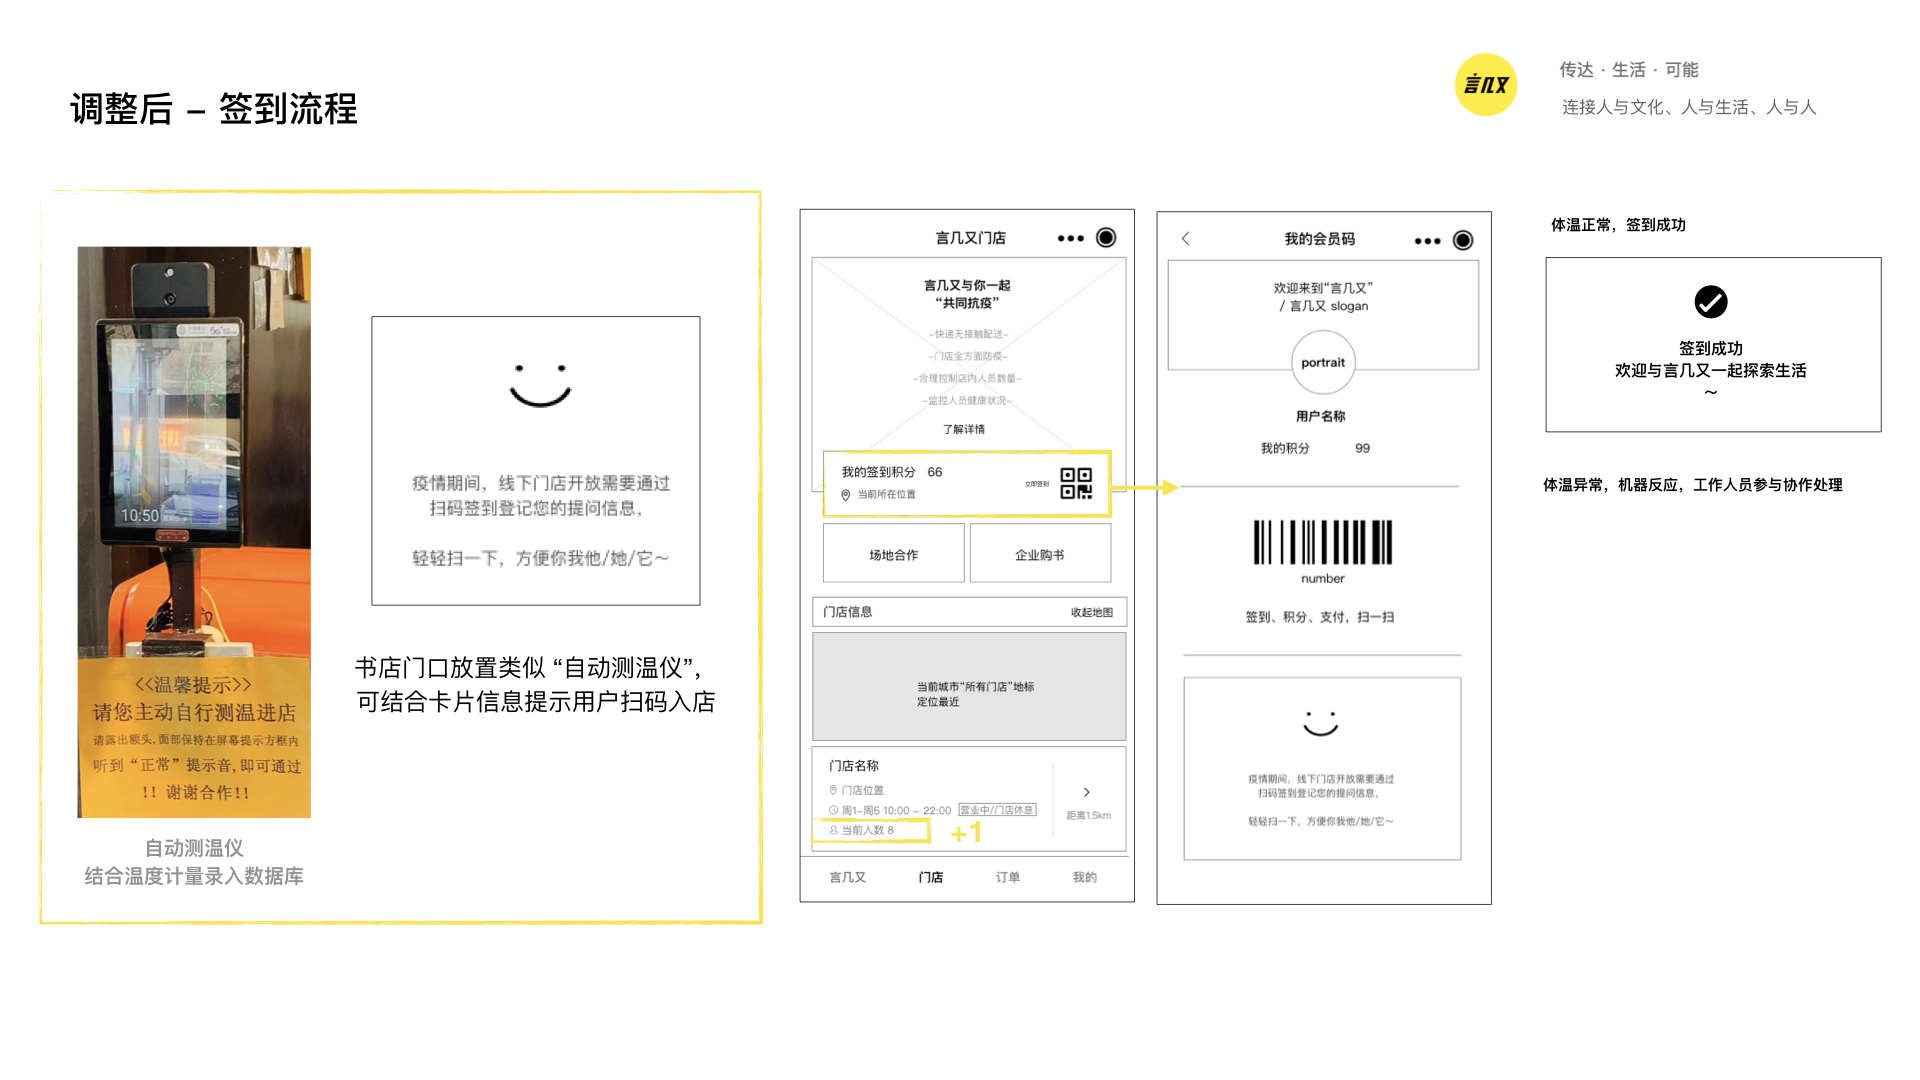 调整后 – 签到流程
言几又
传达 · 生活 · 可能
连接人与文化、人与生活、人与人
10:50
<<温馨提示>>
请您主动自行测温进店
请露出额头,面部保持在屏幕提示方框内
听到“正常”提示音,即可通过
!! 谢谢合作!!
自动测温仪
结合温度计量录入数据库
疫情期间，线下门店开放需要通过
扫码签到登记您的提问信息，
轻轻扫一下，方便你我他/她/它～
书店门口放置类似 “自动测温仪”，
可结合卡片信息提示用户扫码入店
言几又门店
言几又与你一起
“共同抗疫”
–快递无接触配送–
–门店全方面防疫–
–合理控制店内人员数量–
–监控人员健康状况–
了解详情
我的签到积分 66
当前所在位置
立即签到
场地合作
企业购书
门店信息
收起地图
当前城市“所有门店”地标
定位最近
门店名称
门店位置
周1–周5 10:00 – 22:00 营业中/门店休息
当前人数 8
+1
距离1.5km
言几又
门店
订单
我的
我的会员码
欢迎来到“言几又”
/ 言几又 slogan
portrait
用户名称
我的积分 99
number
签到、积分、支付，扫一扫
疫情期间，线下门店开放需要通过
扫码签到登记您的提问信息，
轻轻扫一下，方便你我他/她/它～
体温正常，签到成功
签到成功
欢迎与言几又一起探索生活
～
体温异常，机器反应，工作人员参与协作处理